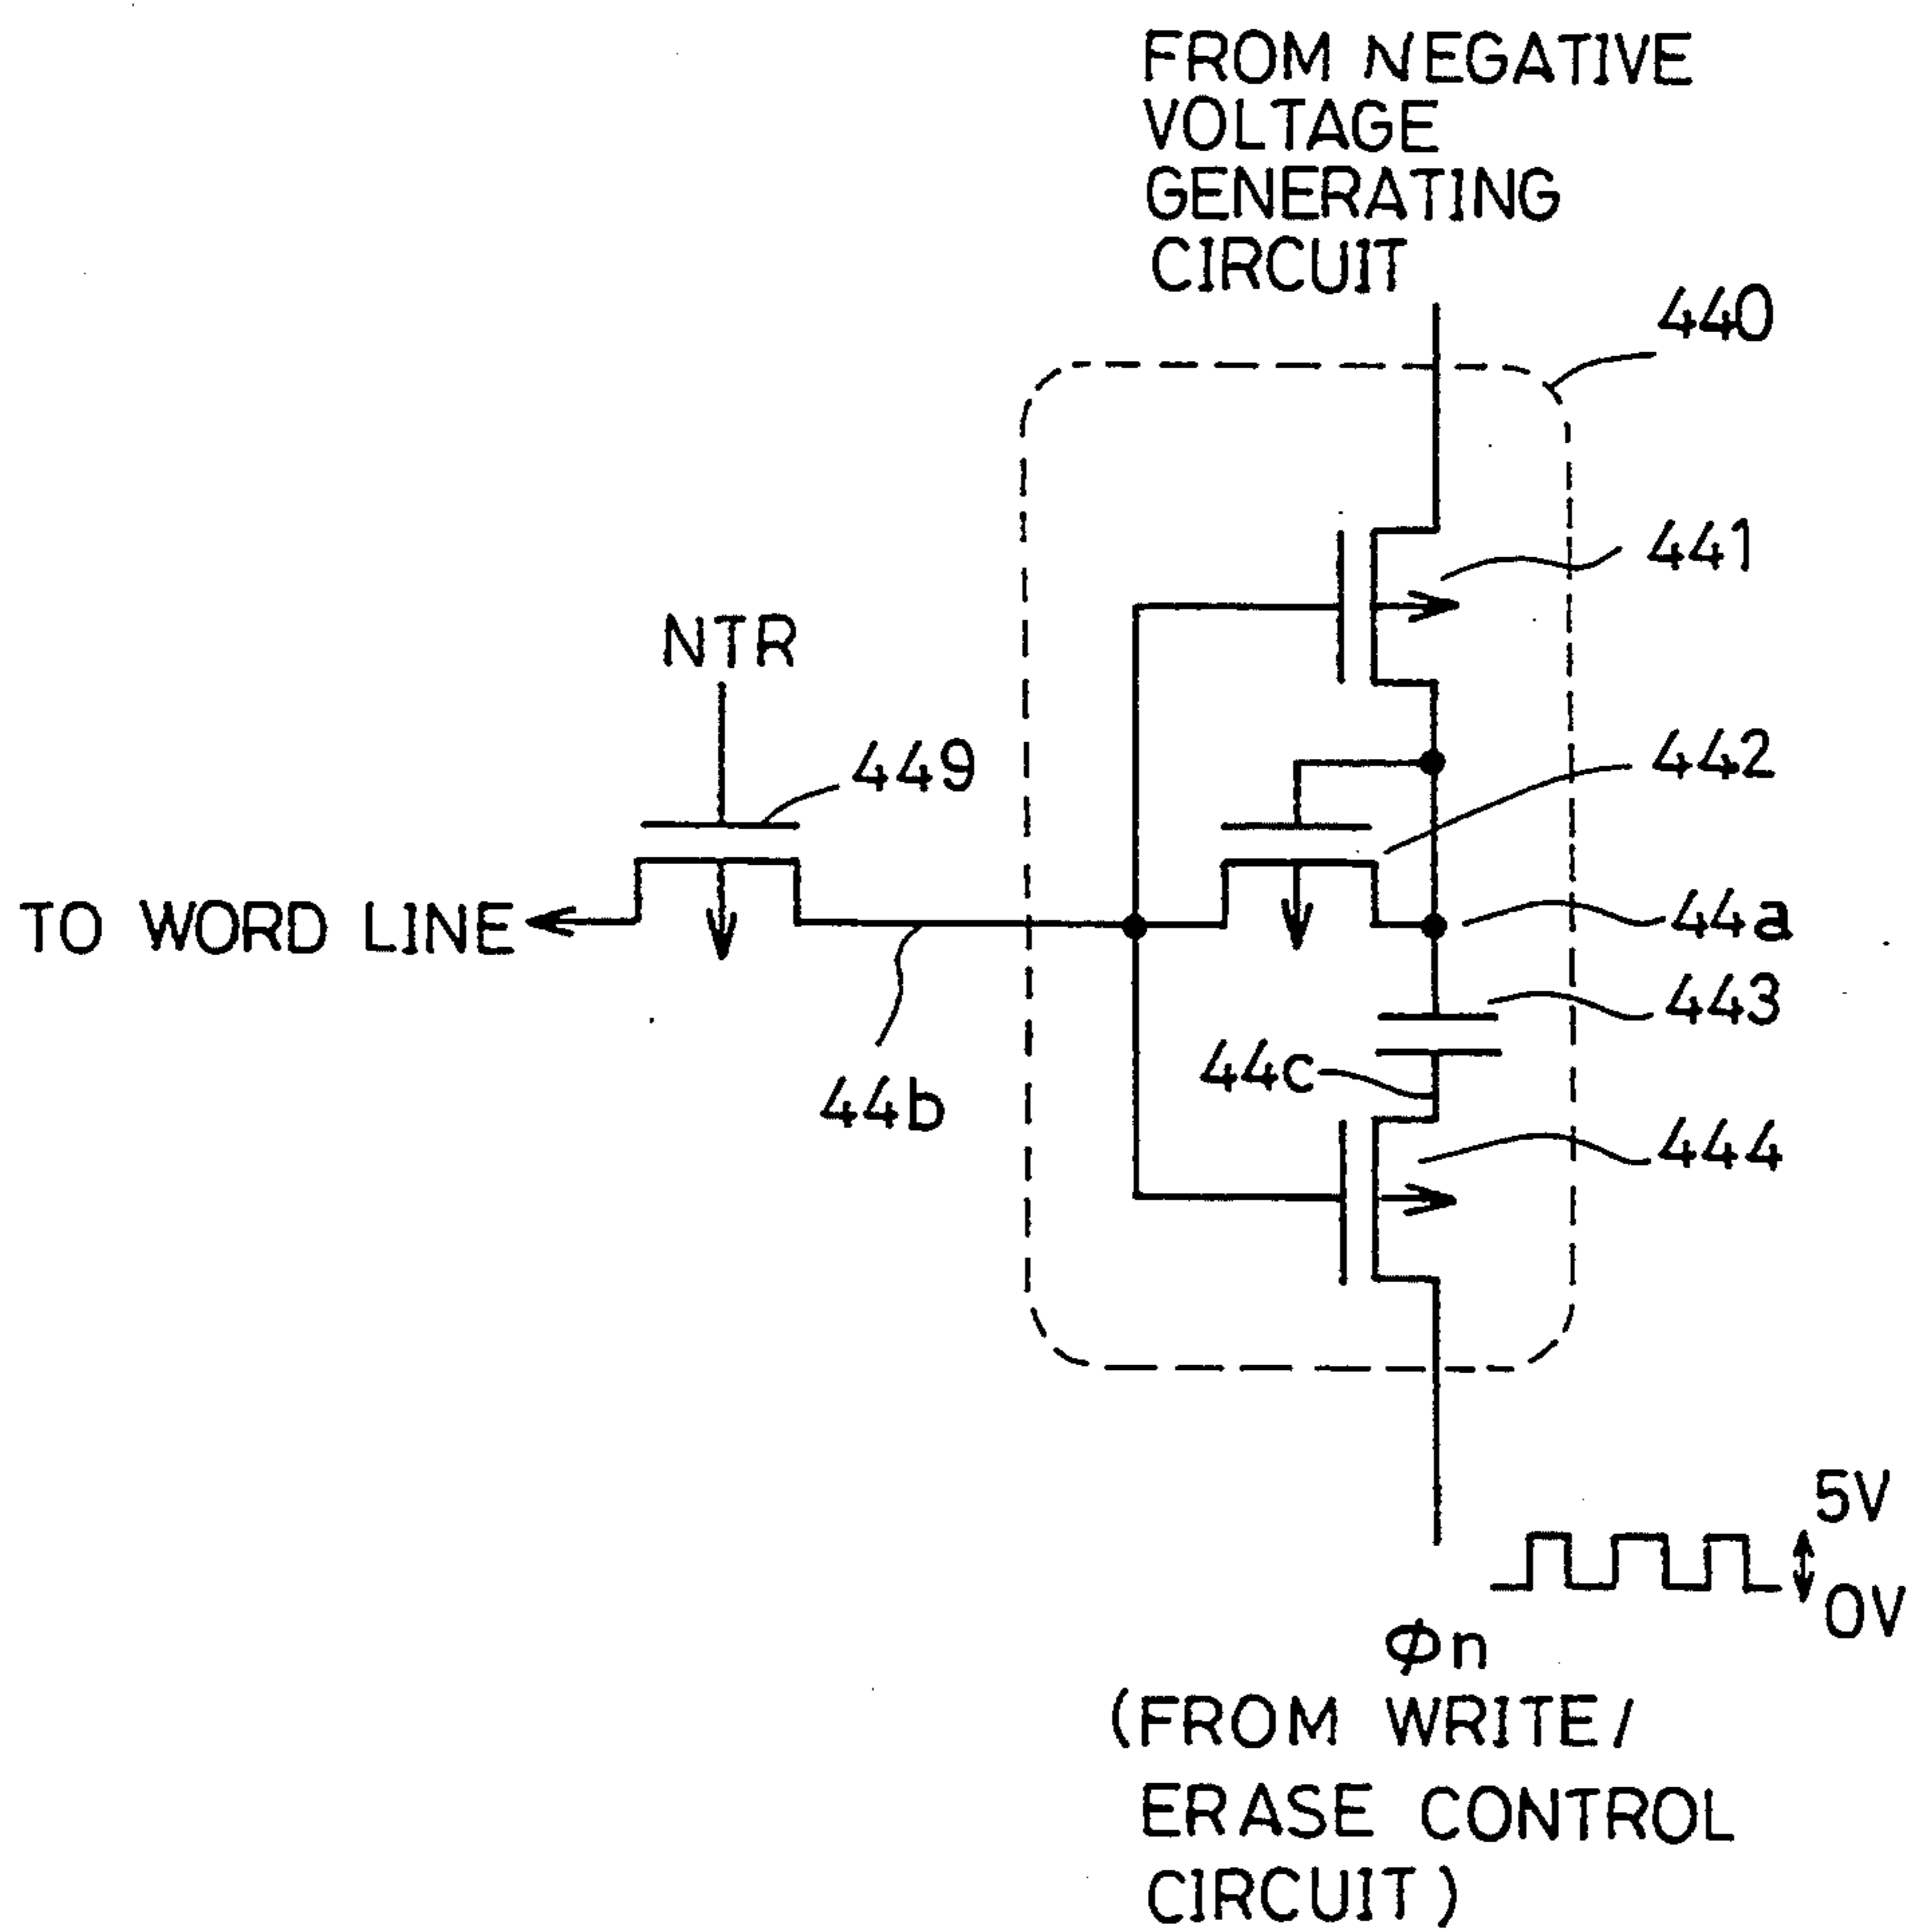 FROM NEGATIVE
VOLTAGE
GENERATING
CIRCUIT
440
441
NTR
449
442
TO WORD LINE
44a
443
44c
44b
444
5V
0V
φn
(FROM WRITE/
ERASE CONTROL
CIRCUIT)